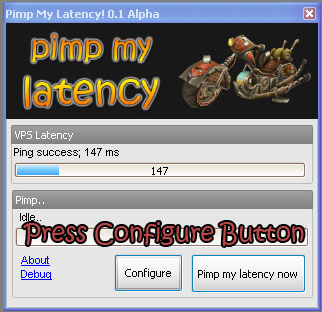 Pimp My Latency! 0.1 Alpha
pimp my
latency
VPS Latency
Ping success; 147 ms
147
Pimp..
Idle..
Press Configure Button
About
Debug
Configure
Pimp my latency now